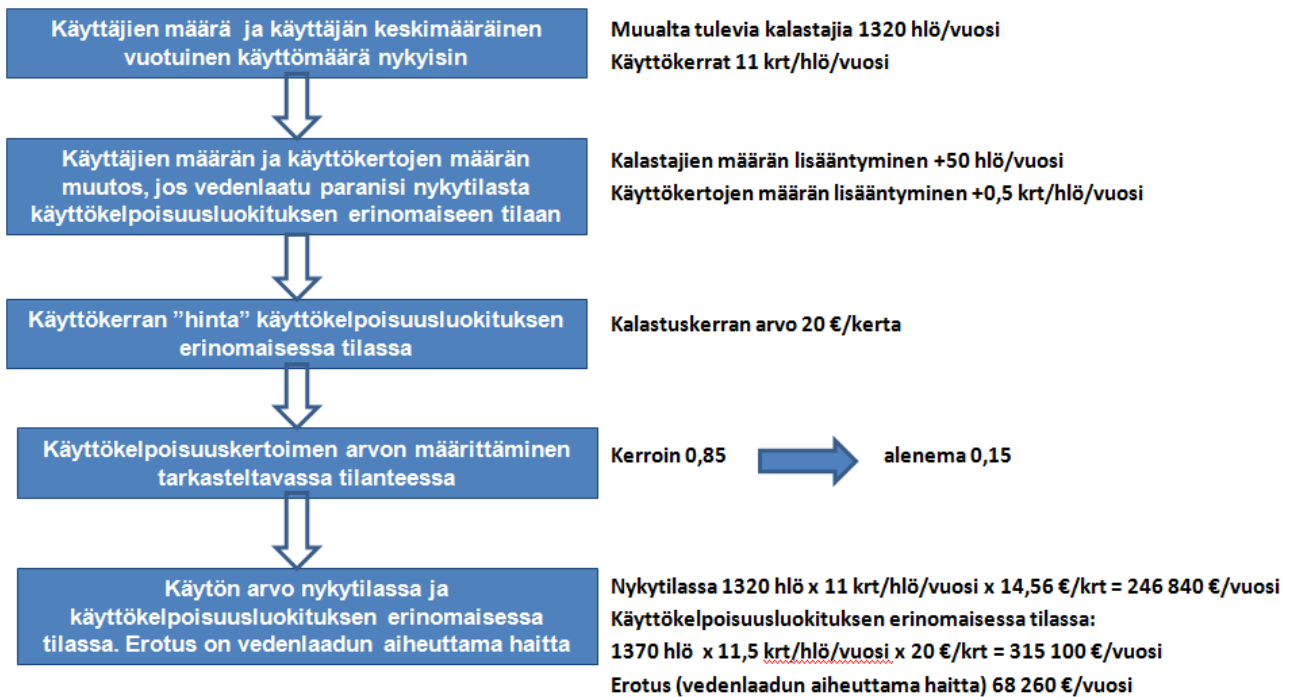 Käyttäjien määrä ja käyttäjän keskimääräinen
vuotuinen käyttömäärä nykyisin
Muualta tulevia kalastajia 1320 hlö/vuosi
Käyttökerrat 11 krt/hlö/vuosi
Käyttäjien määrän ja käyttökertojen määrän
muutos, jos vedenlaatu paranisi nykytilasta
käyttökelpoisuusluokituksen erinomaiseen tilaan
Kalastajien määrän lisääntyminen +50 hlö/vuosi
Käyttökertojen määrän lisääntyminen +0,5 krt/hlö/vuosi
Käyttökerran ”hinta” käyttökelpoisuusluokituksen
erinomaisessa tilassa
Kalastuskerran arvo 20 €/kerta
Käyttökelpoisuuskertoimen arvon määrittäminen
tarkasteltavassa tilanteessa
Kerroin 0,85
alenema 0,15
Käytön arvo nykytilassa ja
käyttökelpoisuusluokituksen erinomaisessa
tilassa. Erotus on vedenlaadun aiheuttama haitta
Nykytilassa 1320 hlö x 11 krt/hlö/vuosi x 14,56 €/krt = 246 840 €/vuosi
Käyttökelpoisuusluokituksen erinomaisessa tilassa:
1370 hlö x 11,5 krt/hlö/vuosi x 20 €/krt = 315 100 €/vuosi
Erotus (vedenlaadun aiheuttama haitta) 68 260 €/vuosi